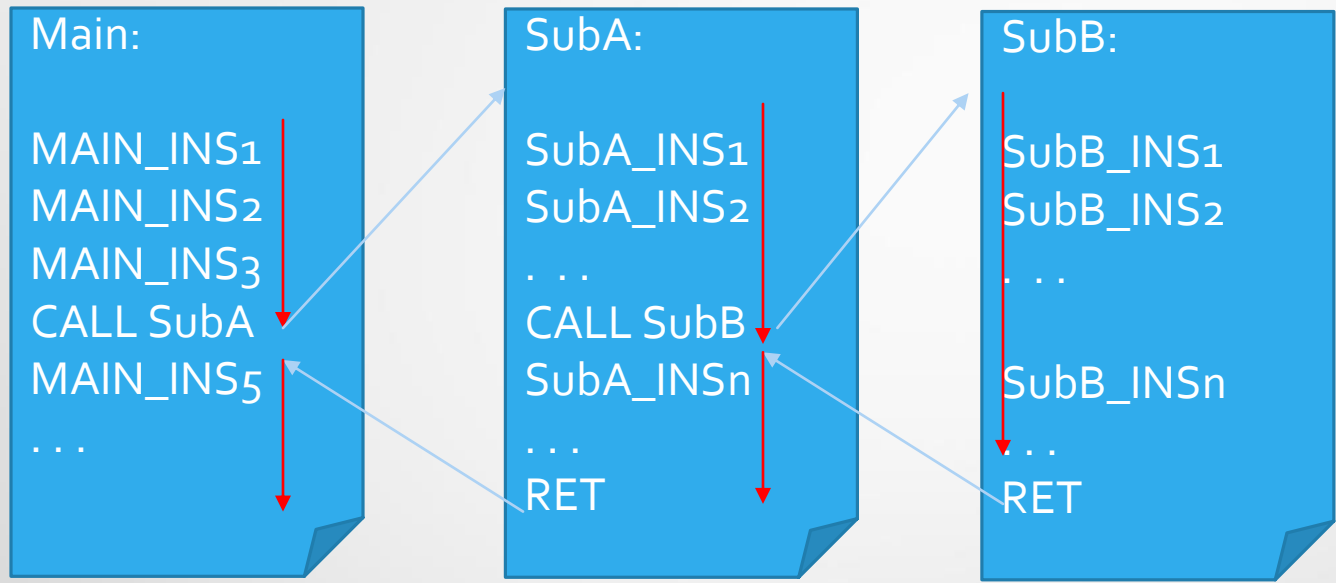 Main:
MAIN_INS1
MAIN_INS2
MAIN_INS3
CALL SubA
MAIN_INS5
. . .
SubA:
SubA_INS1
SubA_INS2
. . .
CALL SubB
SubA_INSn
. . .
RET
SubB:
SubB_INS1
SubB_INS2
. . .
SubB_INSn
. . .
RET